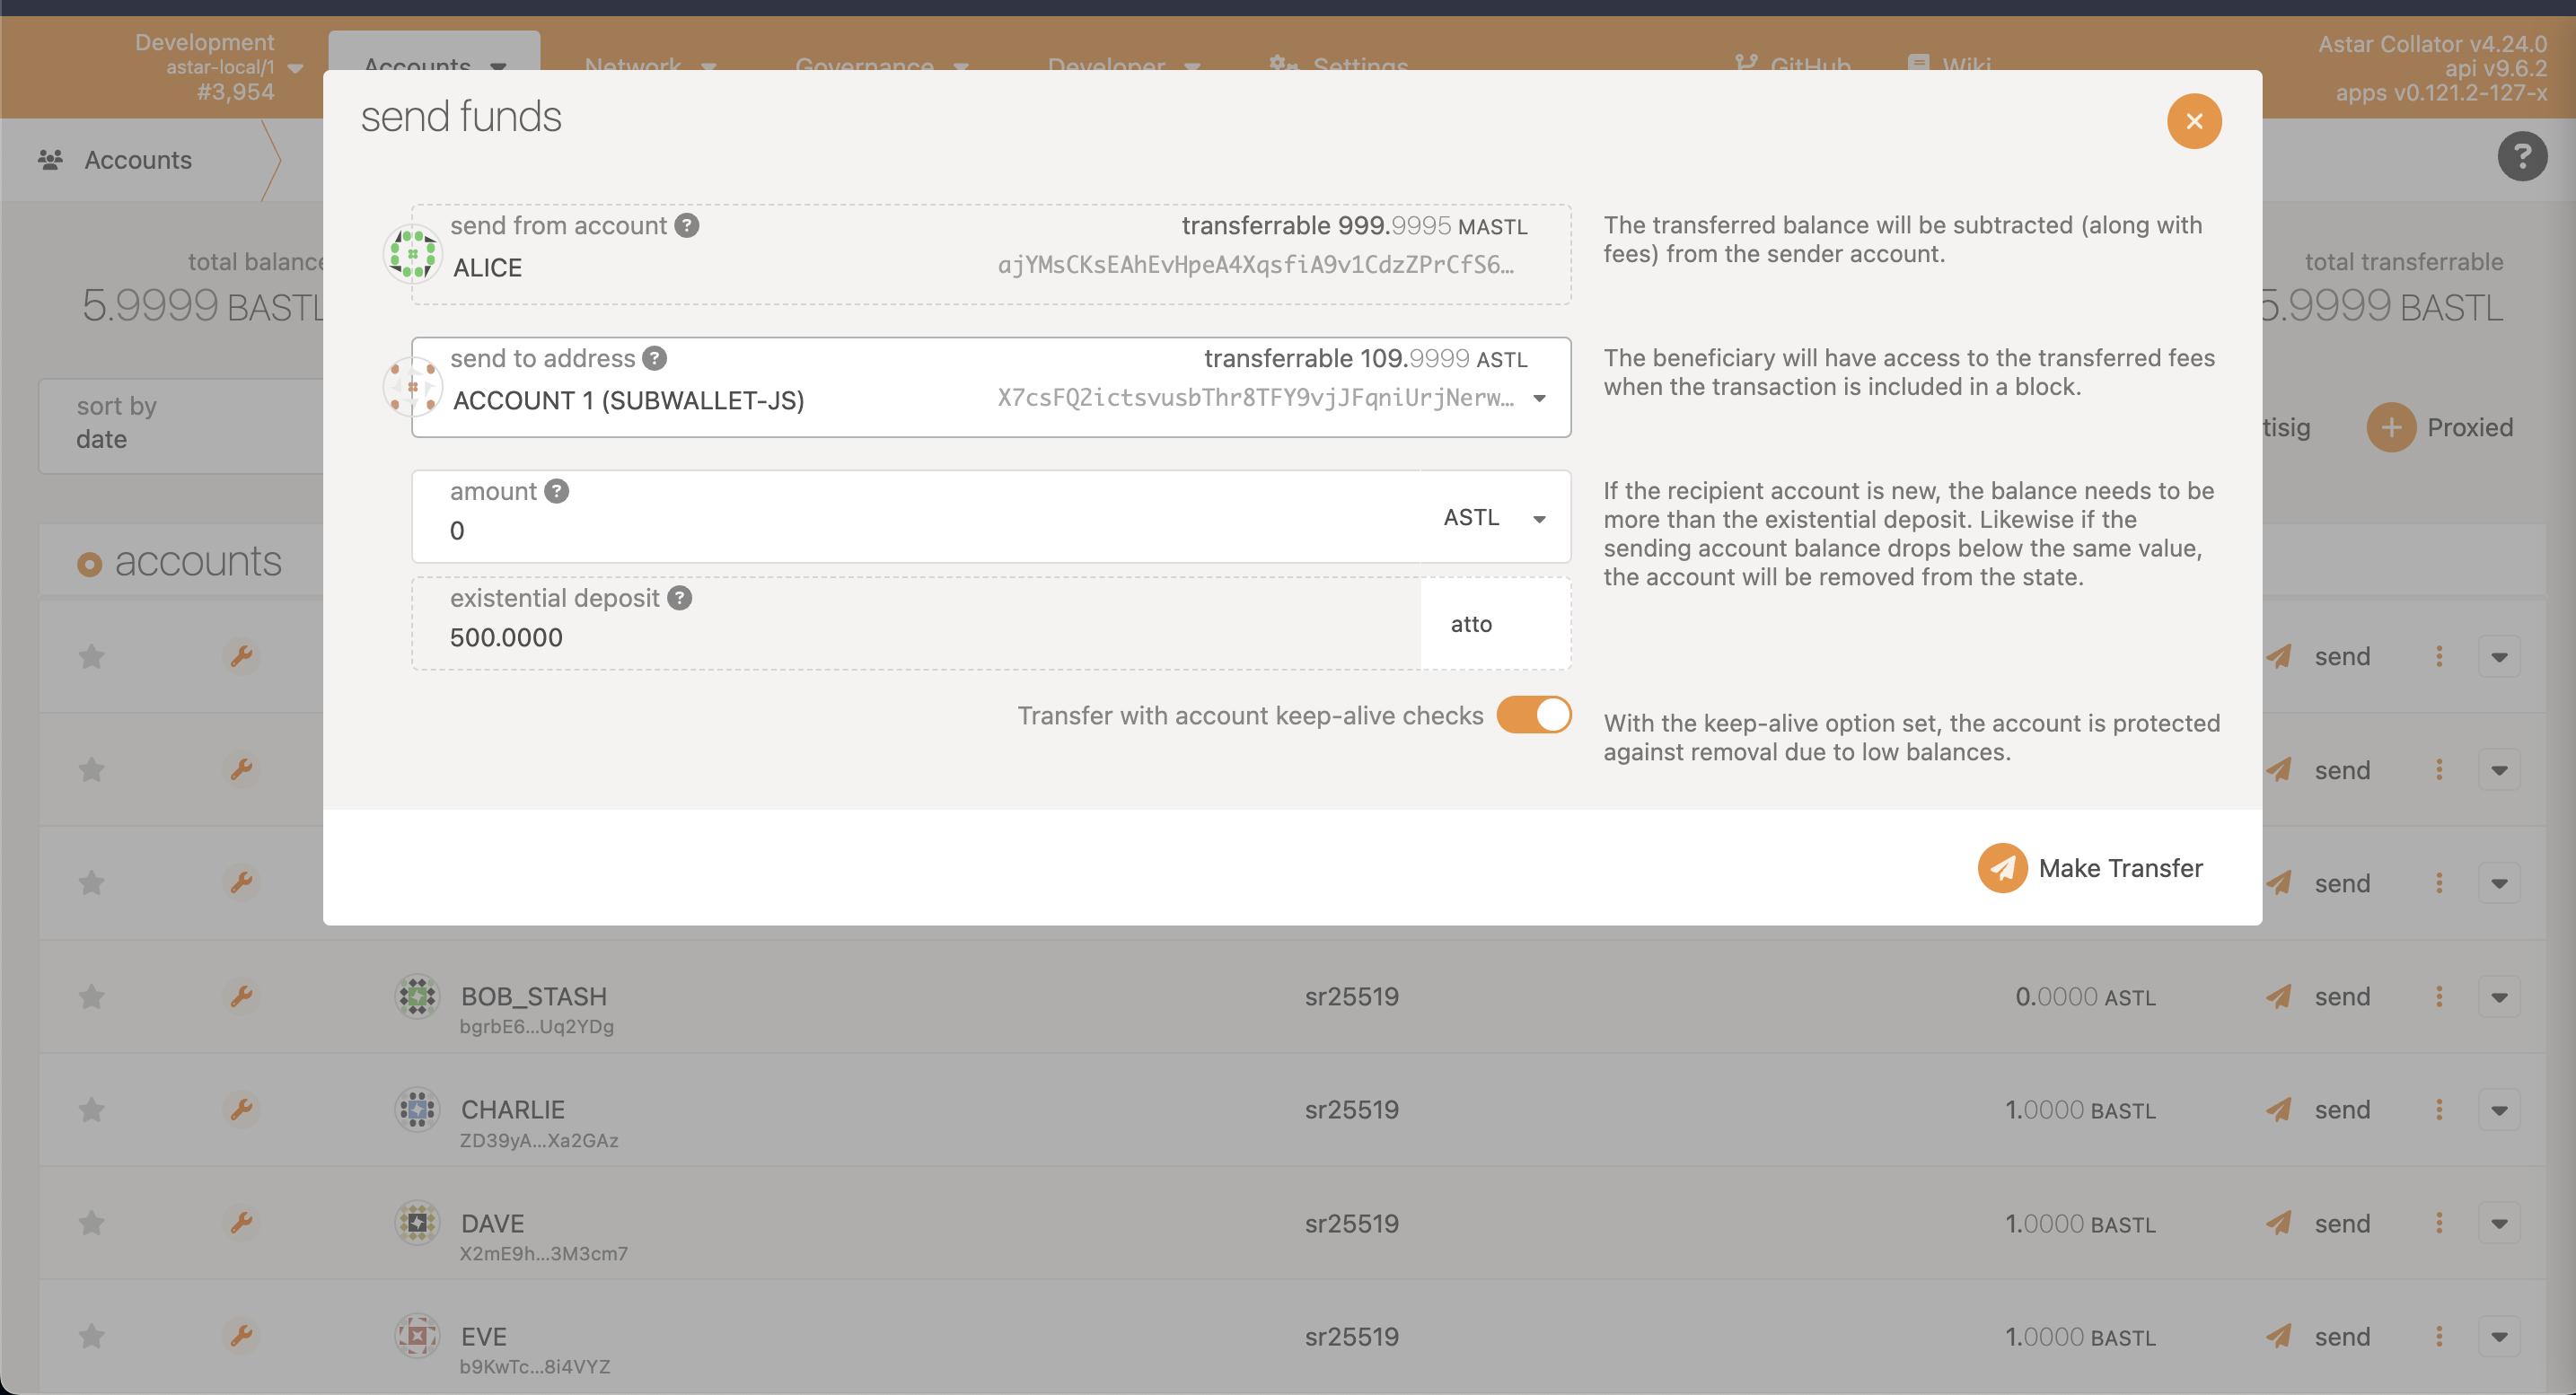 Development
astar-local/1
#3,954
Accounts
Network
Governance
Developer
Settings
GitHub
Wiki
Astar Collator v4.24.0
api v9.6.2
apps v0.121.2-127-x
Accounts
send funds
total balance
5.9999 BASTL
total transferrable
5.9999 BASTL
sort by
date
tisig
Proxied
accounts
send from account
transferrable 999.9995 MASTL
ALICE
ajYMsCKsEAhEvHpeA4XqsfiA9v1CdzZPrCfS6…
The transferred balance will be subtracted (along with
fees) from the sender account.
send to address
transferrable 109.9999 ASTL
ACCOUNT 1 (SUBWALLET-JS)
X7csFQ2ictsvusbThr8TFY9vjJFqniUrjNerw…
The beneficiary will have access to the transferred fees
when the transaction is included in a block.
amount
0
ASTL
If the recipient account is new, the balance needs to be
more than the existential deposit. Likewise if the
sending account balance drops below the same value,
the account will be removed from the state.
existential deposit
500.0000
atto
Transfer with account keep-alive checks
With the keep-alive option set, the account is protected
against removal due to low balances.
Make Transfer
send
send
send
BOB_STASH
bgrbE6…Uq2YDg
sr25519
0.0000 ASTL
send
CHARLIE
ZD39yA…Xa2GAz
sr25519
1.0000 BASTL
send
DAVE
X2mE9h…3M3cm7
sr25519
1.0000 BASTL
send
EVE
b9KwTc…8i4VYZ
sr25519
1.0000 BASTL
send